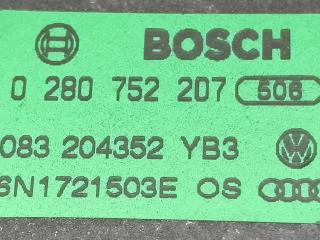 BOSCH
0 280 752 207 506
083 204352 YB3
6N1721503E OS